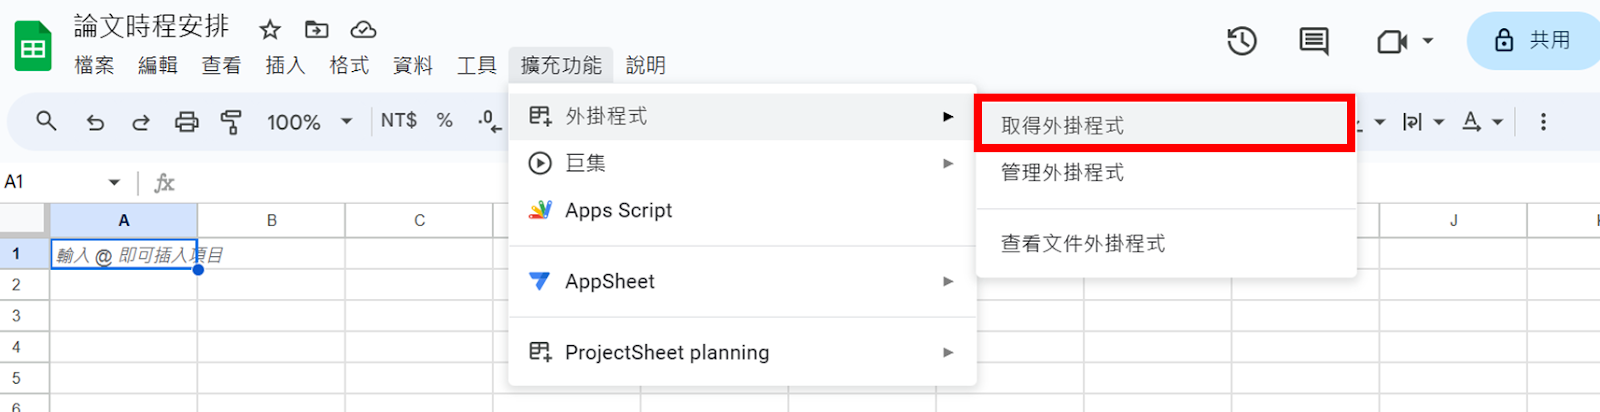 論文時程安排
共用
檔案 編輯 查看 插入 格式 資料 工具 擴充功能 說明
100% NT$ % .0
外掛程式
取得外掛程式
巨集
管理外掛程式
Apps Script
查看文件外掛程式
AppSheet
ProjectSheet planning
A1 fx
A B C J
1 輸入 @ 即可插入項目
2
3
4
5
6